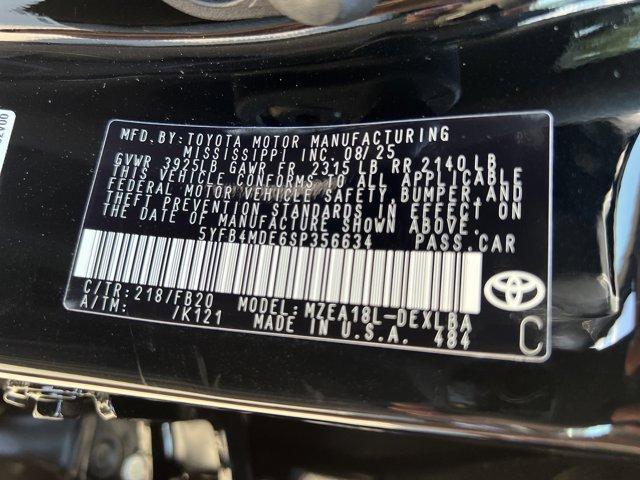 MFD.BY:TOYOTA MOTOR MANUFACTURING
MISSISSIPPI INC. 08/25
GVWR 3925LB GAWR FR 2315 LB RR 2140 LB
THIS VEHICLE CONFORMS TO ALL APPLICABLE
FEDERAL MOTOR VEHICLE SAFETY,BUMPER,AND
THEFT PREVENTION STANDARDS IN EFFECT ON
THE DATE OF MANUFACTURE SHOWN ABOVE.
5YFB4MDE6SP356634 PASS.CAR
C/TR:218/FB20 MODEL:MZEA18L-DEXLBA
A/TM: /K121 MADE IN U.S.A. 484
C